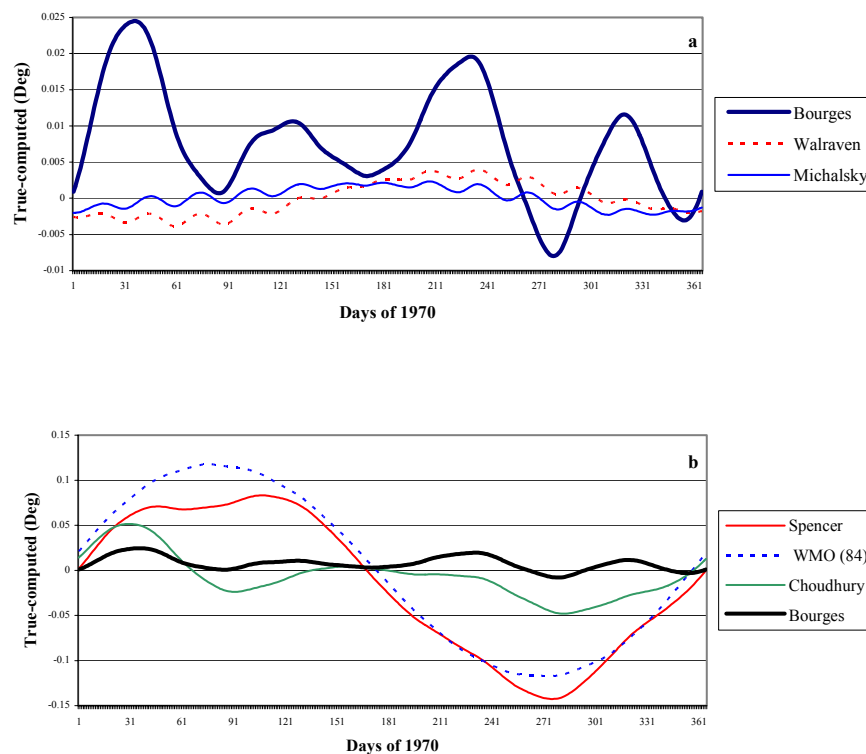 0.025
0.02
0.015
0.01
0.005
0
-0.005
-0.01
True-computed (Deg)
a
1 31 61 91 121 151 181 211 241 271 301 331 361
Days of 1970
Bourges
Walraven
Michalsky
0.15
0.1
0.05
0
-0.05
-0.1
-0.15
True-computed (Deg)
b
1 31 61 91 121 151 181 211 241 271 301 331 361
Days of 1970
Spencer
WMO (84)
Choudhury
Bourges